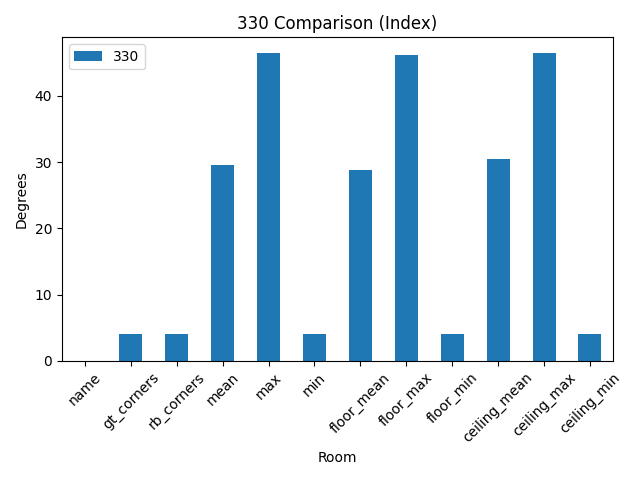 330 Comparison (Index)
330
Degrees
40
30
20
10
0
name
gt_corners
rb_corners
mean
max
min
floor_mean
floor_max
floor_min
ceiling_mean
ceiling_max
ceiling_min
Room